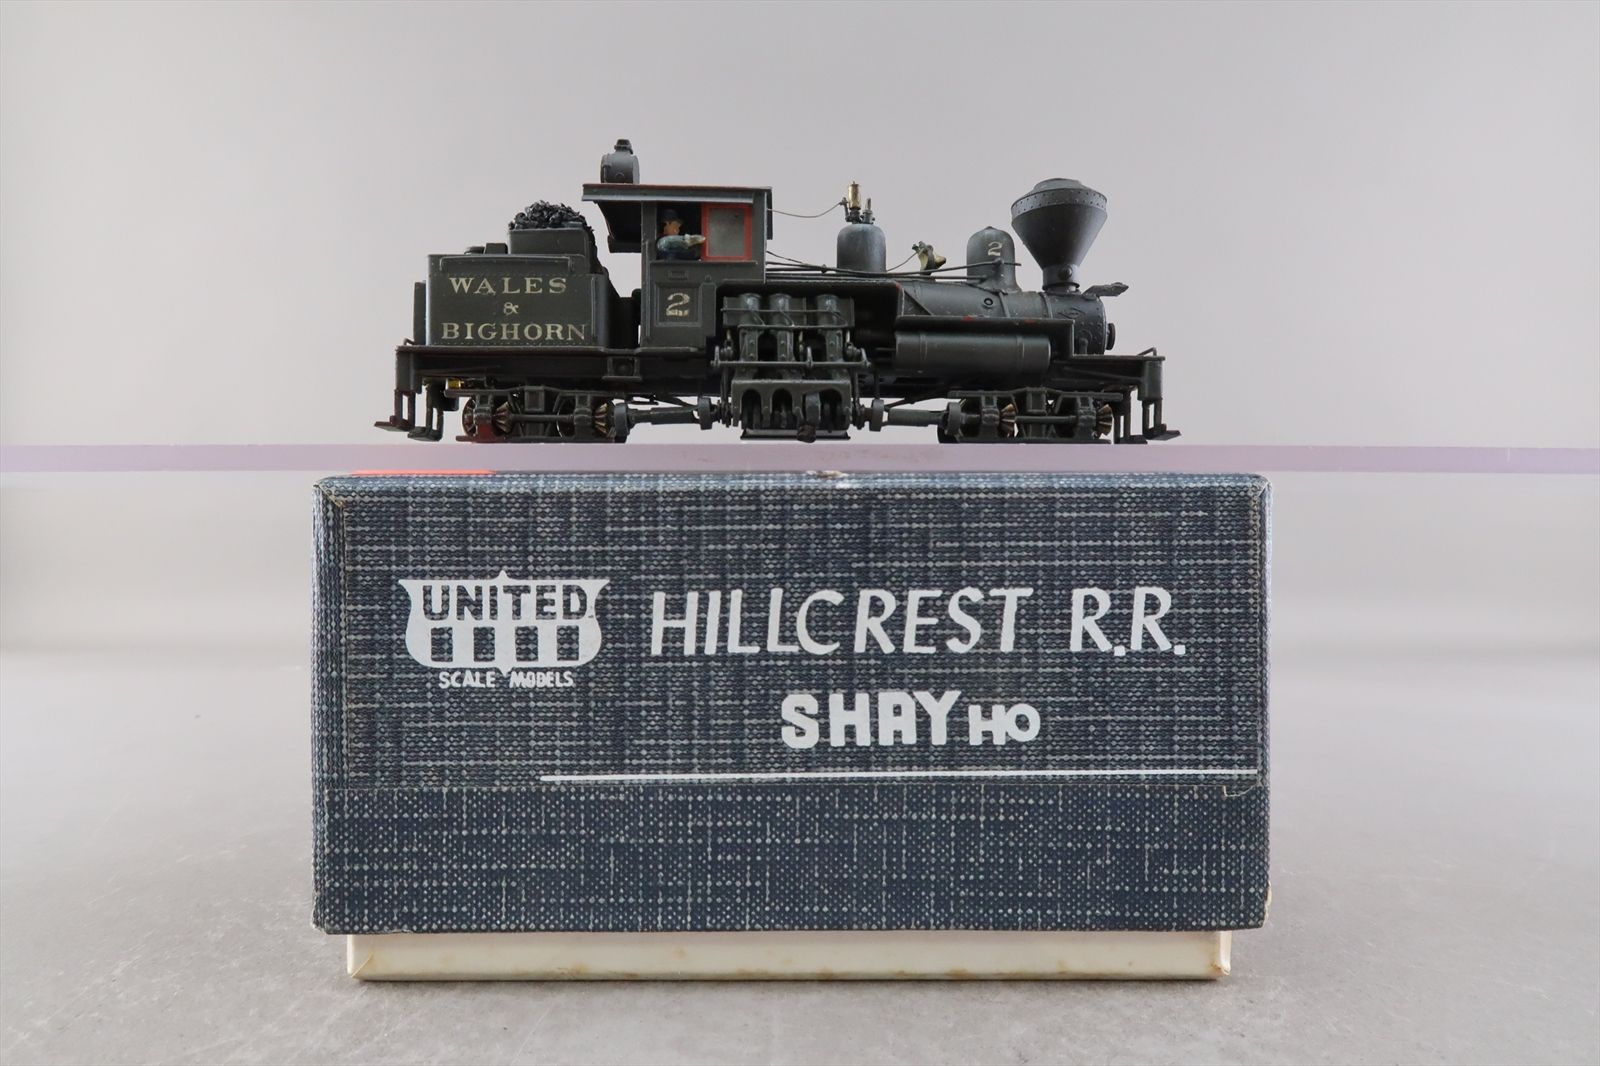 WALES
&
BIGHORN
2
2
UNITED
SCALE MODELS
HILLCREST R.R.
SHAY HO